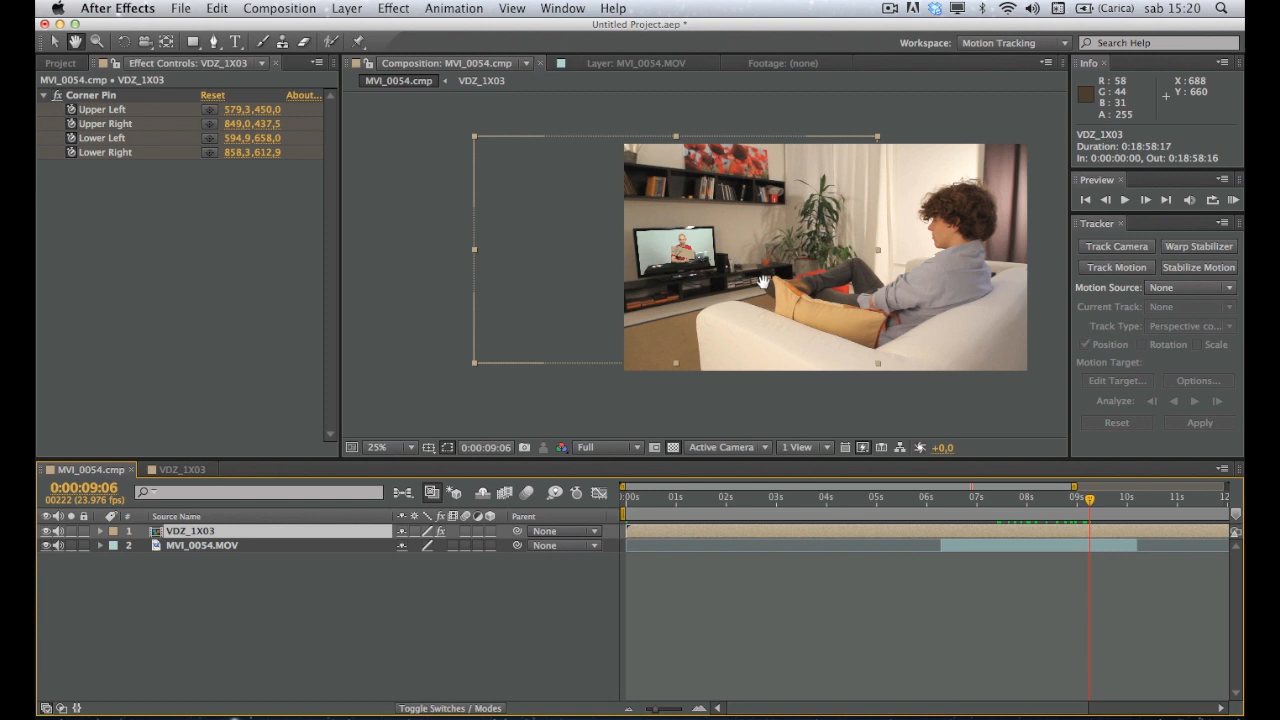 After Effects File Edit Composition Layer Effect Animation View Window Help (Carica) sab 15:20
Untitled Project.aep *
Workspace: Motion Tracking Search Help
Project Effect Controls: VDZ_1X03 Composition: MVI_0054.cmp Layer: MVI_0054.MOV Footage: (none) Info
MVI_0054.cmp • VDZ_1X03 MVI_0054.cmp VDZ_1X03
fx Corner Pin Reset About...
Upper Left 579,3,450,0
Upper Right 849,0,437,5
Lower Left 594,9,658,0
Lower Right 858,3,612,9
R: 58 X: 688
G: 44 Y: 660
B: 31
A: 255
VDZ_1X03
Duration: 0:18:58:17
In: 0:00:00:00, Out: 0:18:58:16
Preview
Tracker
Track Camera Warp Stabilizer
Track Motion Stabilize Motion
Motion Source: None
Current Track: None
Track Type: Perspective co...
Position Rotation Scale
Motion Target:
Edit Target... Options...
Analyze:
Reset Apply
25% 0:00:09:06 Full Active Camera 1 View +0,0
MVI_0054.cmp VDZ_1X03
0:00:09:06
00222 (23.976 fps)
:00s 01s 02s 03s 04s 05s 06s 07s 08s 09s 10s 11s 12
# Source Name fx Parent
1 VDZ_1X03 fx None
2 MVI_0054.MOV None
Toggle Switches / Modes